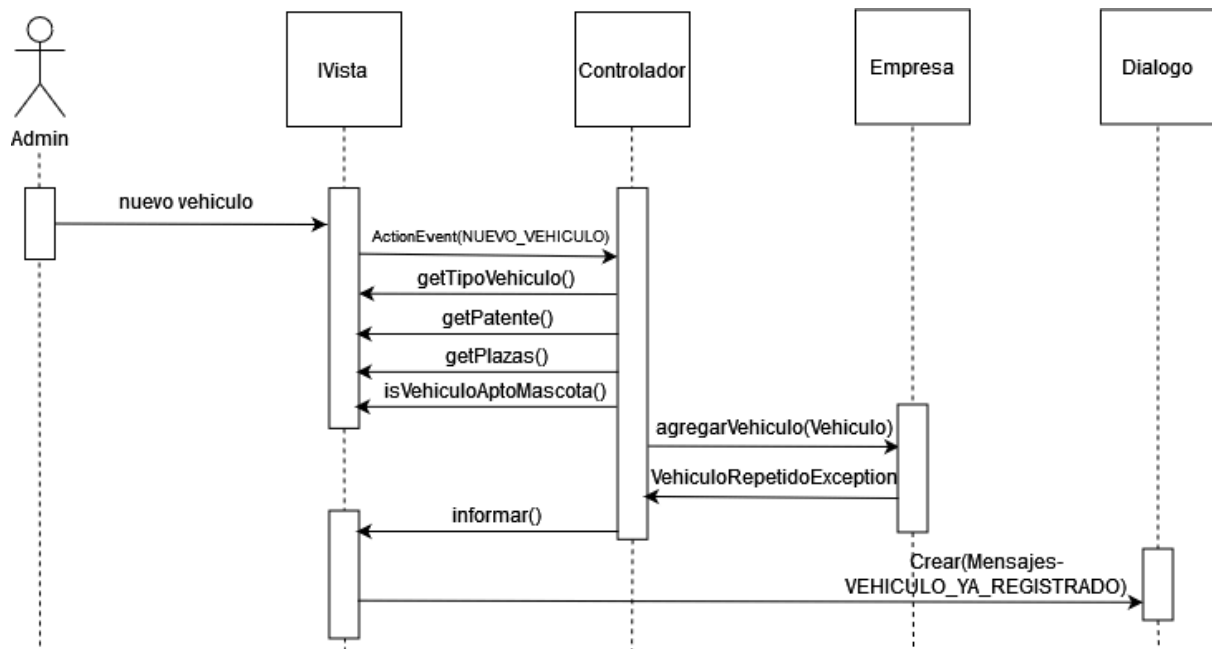 IVista
Controlador
Empresa
Dialogo
Admin
nuevo vehiculo
ActionEvent(NUEVO_VEHICULO)
getTipoVehiculo()
getPatente()
getPlazas()
isVehiculoAptoMascota()
agregarVehiculo(Vehiculo)
VehiculoRepetidoException
informar()
Crear(Mensajes-
VEHICULO_YA_REGISTRADO)